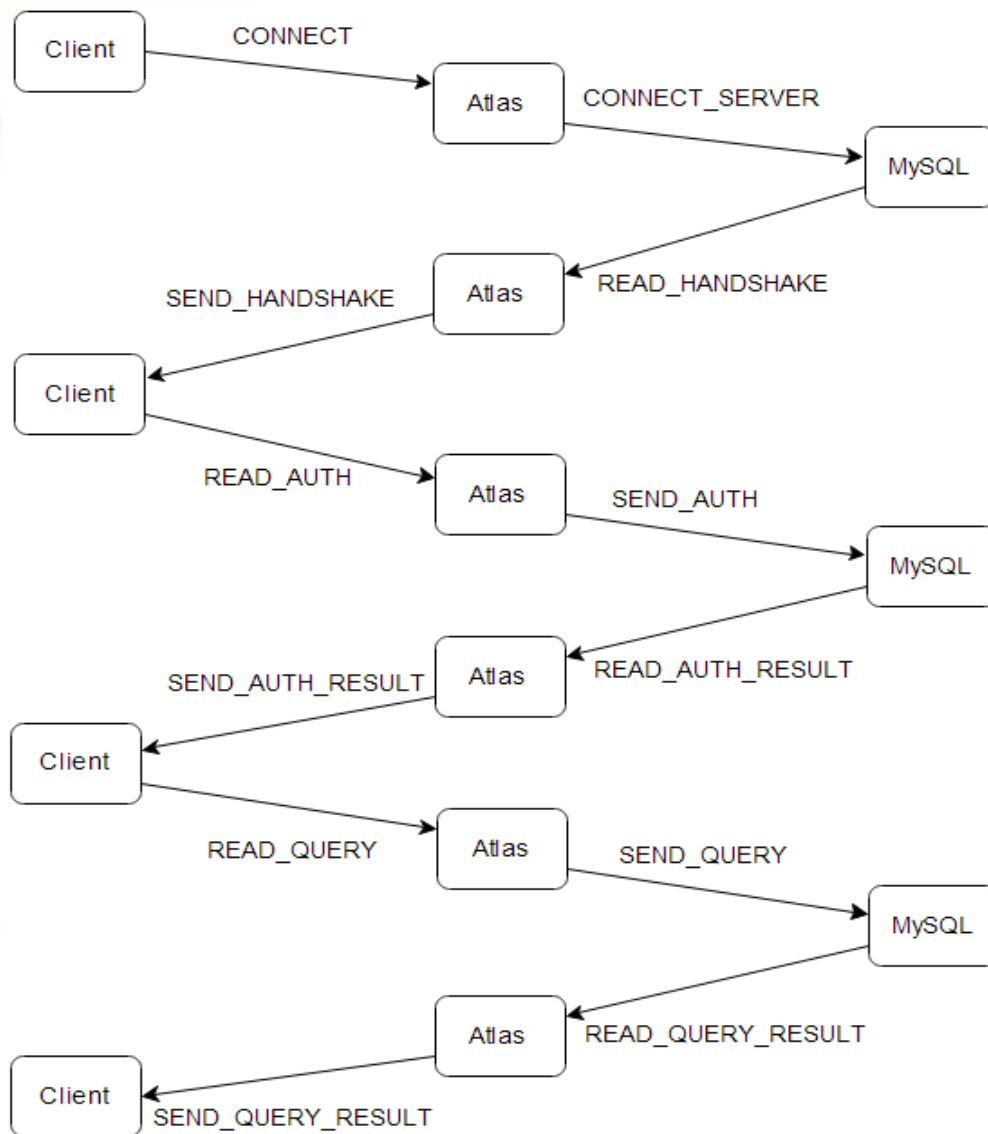 Client
CONNECT
Atlas
CONNECT_SERVER
MySQL
Atlas
READ_HANDSHAKE
SEND_HANDSHAKE
Client
READ_AUTH
Atlas
SEND_AUTH
MySQL
Atlas
READ_AUTH_RESULT
SEND_AUTH_RESULT
Client
READ_QUERY
Atlas
SEND_QUERY
MySQL
Atlas
READ_QUERY_RESULT
Client
SEND_QUERY_RESULT